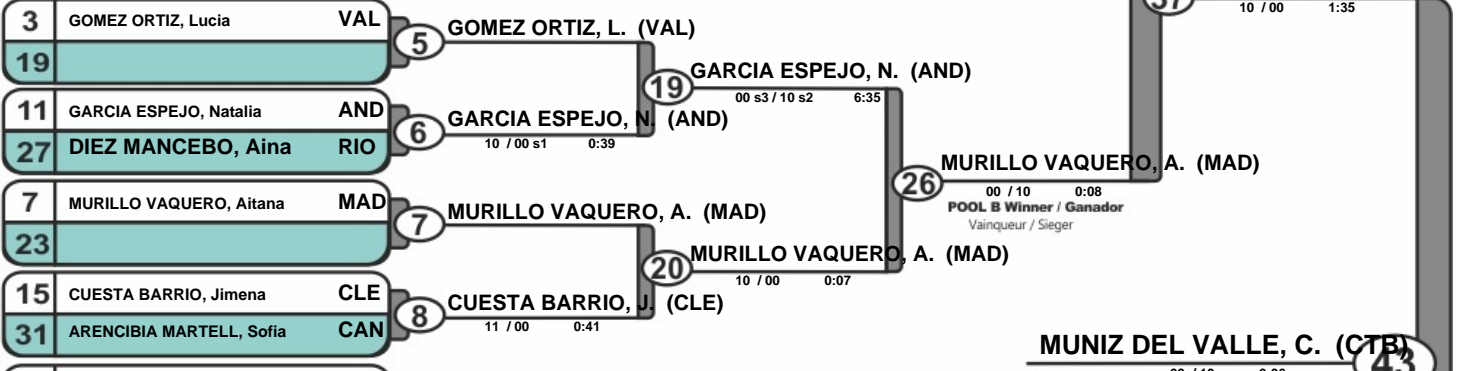 3 GOMEZ ORTIZ, Lucia VAL
19
5
GOMEZ ORTIZ, L. (VAL)
11 GARCIA ESPEJO, Natalia AND
27 DIEZ MANCEBO, Aina RIO
6
GARCIA ESPEJO, N. (AND)
10 / 00 s1 0:39
19
GARCIA ESPEJO, N. (AND)
00 s3 / 10 s2 6:35
7 MURILLO VAQUERO, Aitana MAD
23
7
MURILLO VAQUERO, A. (MAD)
15 CUESTA BARRIO, Jimena CLE
31 ARENCIBIA MARTELL, Sofia CAN
8
CUESTA BARRIO, J. (CLE)
11 / 00 0:41
20
MURILLO VAQUERO, A. (MAD)
10 / 00 0:07
26
MURILLO VAQUERO, A. (MAD)
00 / 10 0:08
POOL B Winner / Ganador
Vainqueur / Sieger
37
10 / 00 1:35
MUNIZ DEL VALLE, C. (CTB)
43